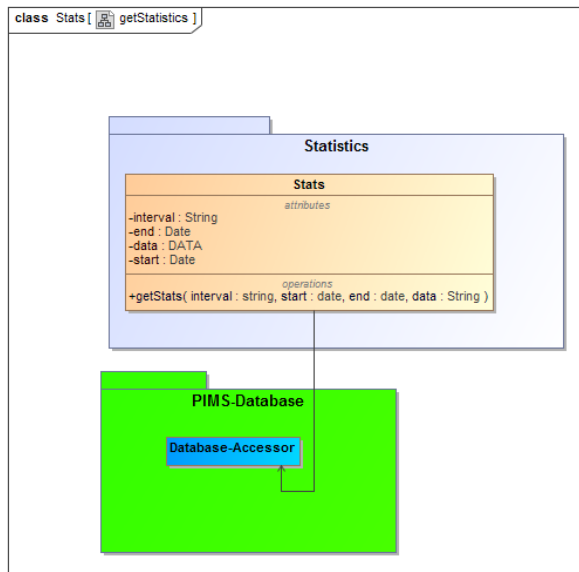 class Stats [ getStatistics ]
Statistics
Stats
attributes
-interval : String
-end : Date
-data : DATA
-start : Date
operations
+getStats( interval : string, start : date, end : date, data : String )
PIMS-Database
Database-Accessor